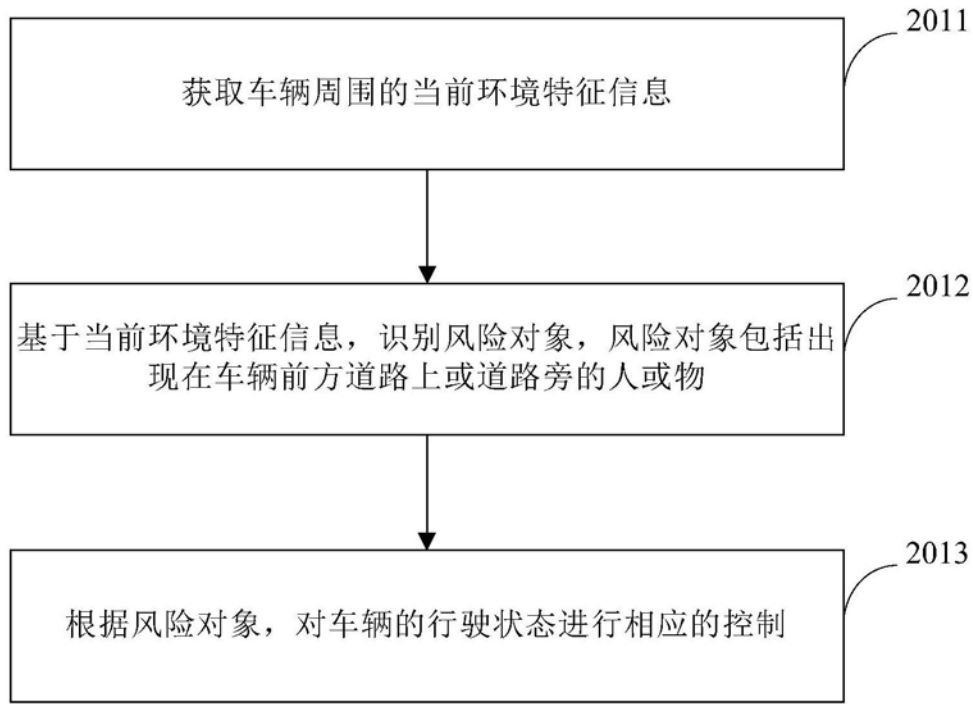 2011
获取车辆周围的当前环境特征信息
2012
基于当前环境特征信息，识别风险对象，风险对象包括出
现在车辆前方道路上或道路旁的人或物
2013
根据风险对象，对车辆的行驶状态进行相应的控制